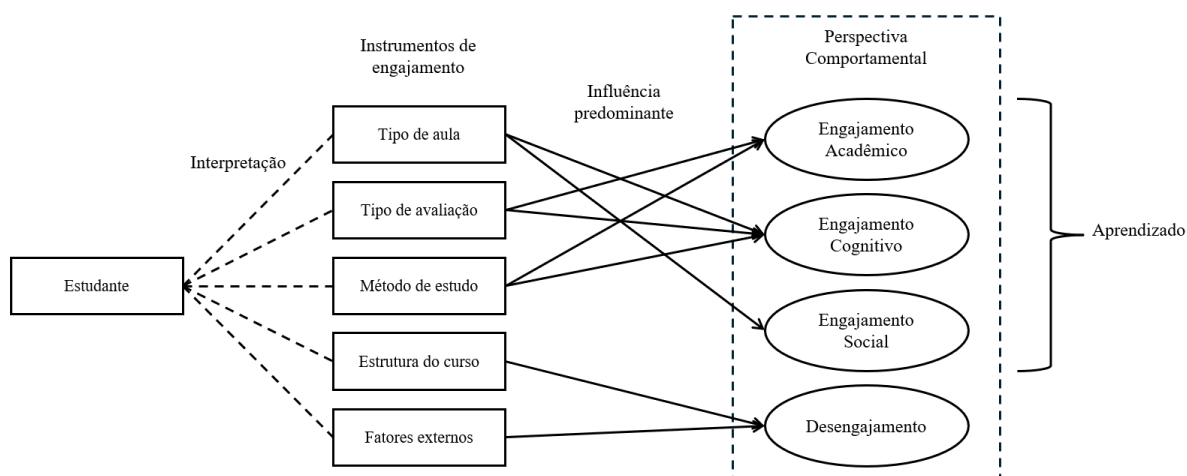 Instrumentos de
engajamento
Perspectiva
Comportamental
Influência
predominante
Interpretação
Tipo de aula
Tipo de avaliação
Método de estudo
Estrutura do curso
Fatores externos
Estudante
Engajamento
Acadêmico
Engajamento
Cognitivo
Engajamento
Social
Desengajamento
Aprendizado